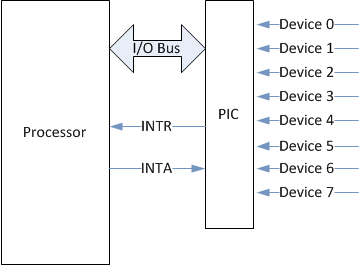 Device 0
Device 1
I/O Bus
Device 2
Device 3
Device 4
PIC
INTR
Processor
Device 5
INTA
Device 6
Device 7